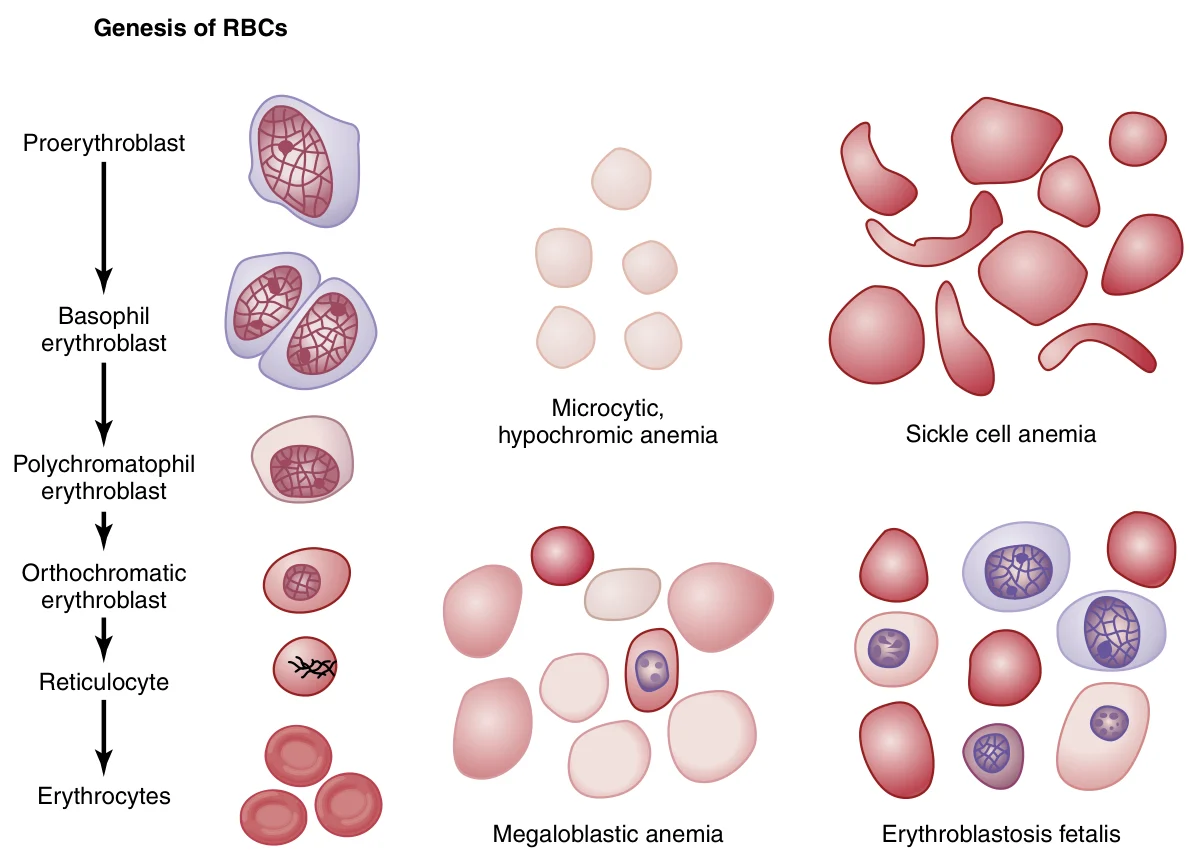 Genesis of RBCs
Proerythroblast
Basophil
erythroblast
Polychromatophil
erythroblast
Orthochromatic
erythroblast
Reticulocyte
Erythrocytes
Microcytic,
hypochromic anemia
Sickle cell anemia
Megaloblastic anemia
Erythroblastosis fetalis